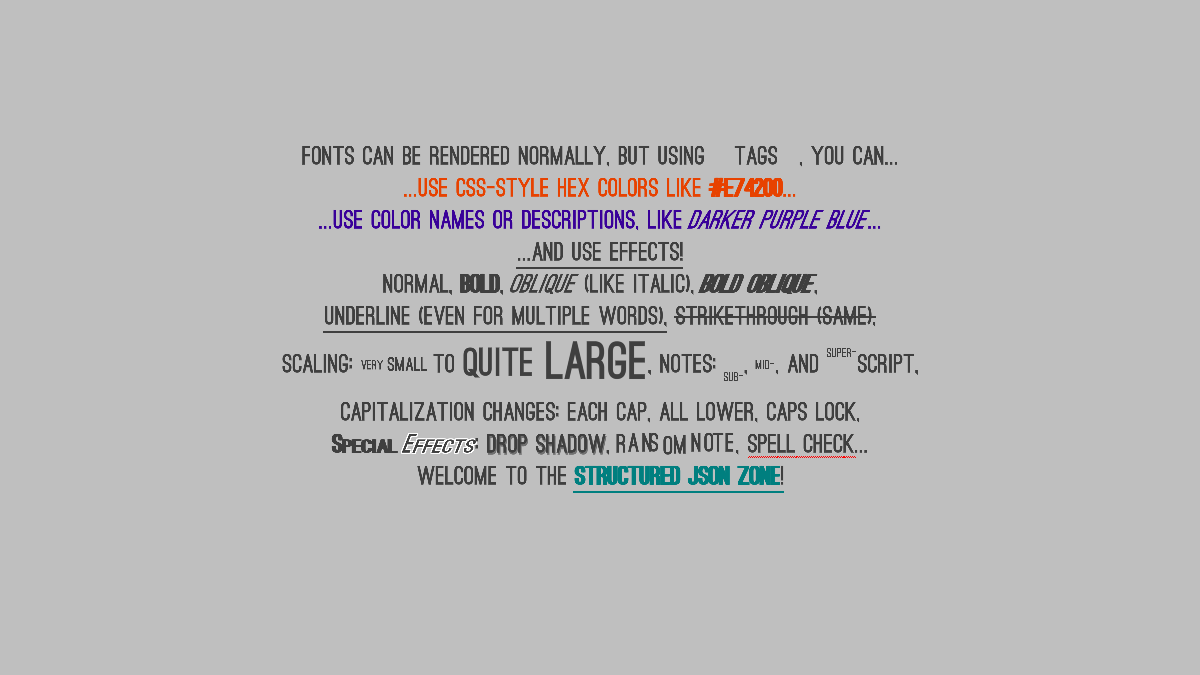 FONTS CAN BE RENDERED NORMALLY, BUT USING TAGS , YOU CAN...
...USE CSS-STYLE HEX COLORS LIKE #FE74200...
...USE COLOR NAMES OR DESCRIPTIONS, LIKE DARKER PURPLE BLUE...
...AND USE EFFECTS!
NORMAL, BOLD, OBLIQUE (LIKE ITALIC), BOLD OBLIQUE,
UNDERLINE (EVEN FOR MULTIPLE WORDS), STRIKETHROUGH (SAME),
SCALING: VERY SMALL TO QUITE LARGE, NOTES: SUB-, MID-, AND SUPER-SCRIPT,
CAPITALIZATION CHANGES: EACH CAP, ALL LOWER, CAPS LOCK,
SPECIAL EFFECTS: DROP SHADOW, RANSOM NOTE, SPELL CHECK...
WELCOME TO THE STRUCTURED JSON ZONE!